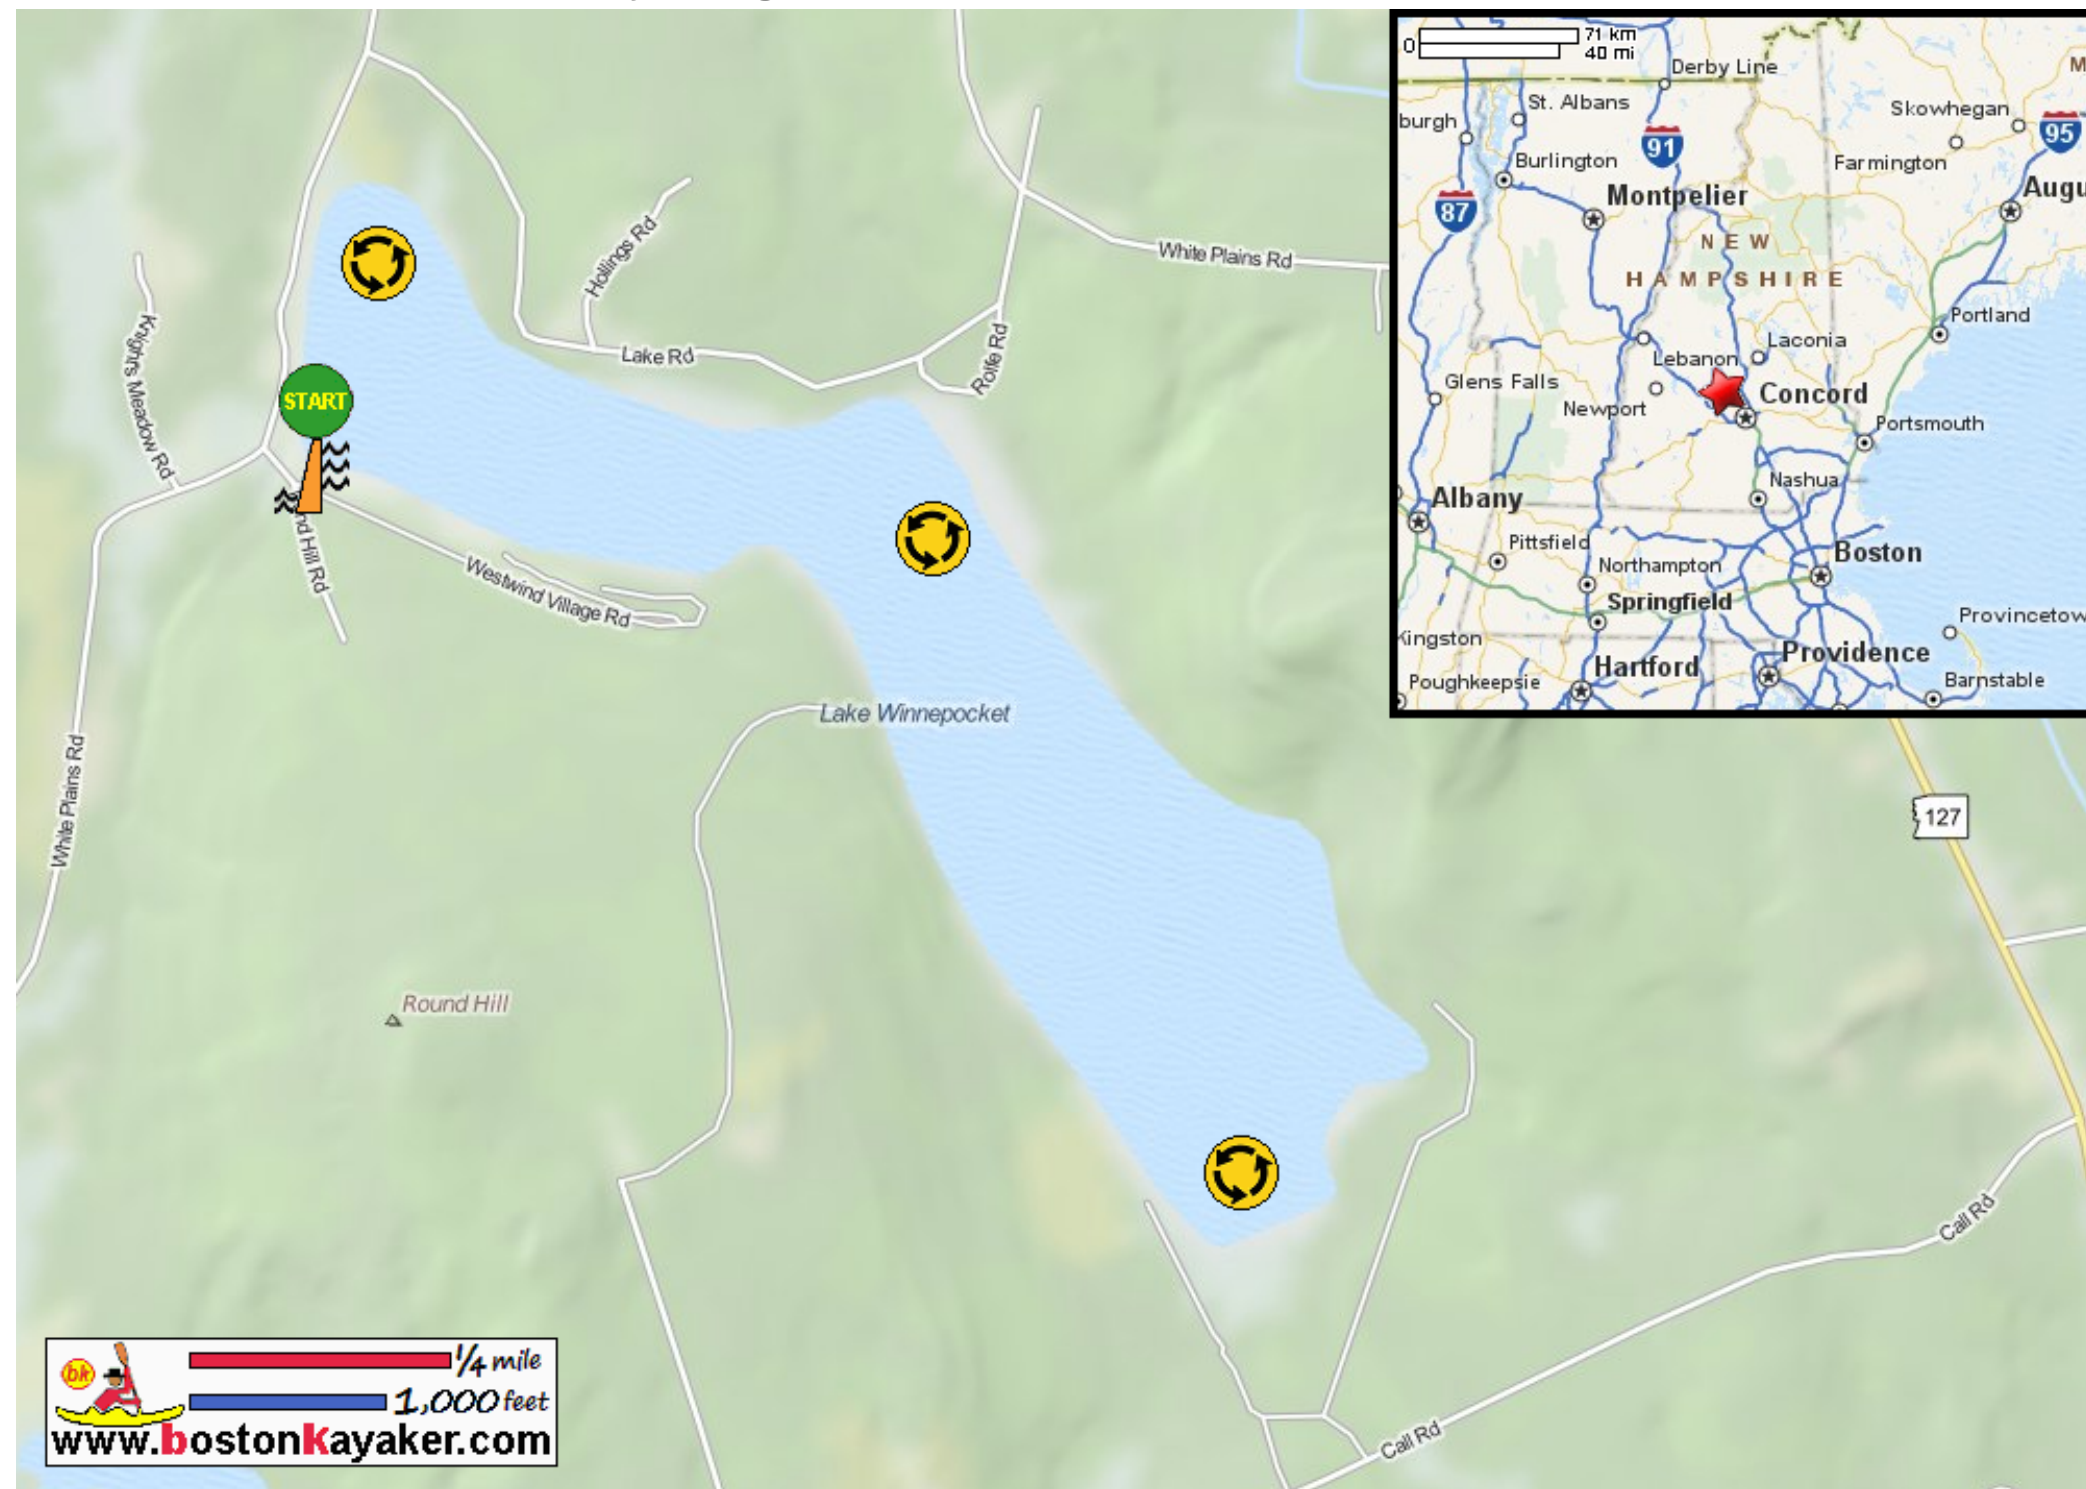 START
Knight's Meadow Rd
Hollings Rd
Lake Rd
Rolfe Rd
White Plains Rd
nd Hill Rd
Westwind Village Rd
White Plains Rd
Lake Winnepocket
Round Hill
127
Call Rd
Call Rd
0
71 km
40 mi
Derby Line
St. Albans
Skowhegan
burgh
91
95
Farmington
Burlington
Montpelier
Augu
87
NEW
HAMPSHIRE
Portland
Laconia
Lebanon
Glens Falls
Newport
Concord
Portsmouth
Nashua
Albany
Pittsfield
Boston
Northampton
Springfield
Provincetow
Kingston
Hartford
Providence
Poughkeepsie
Barnstable
M
bk
1/4 mile
1,000 feet
www.bostonkayaker.com